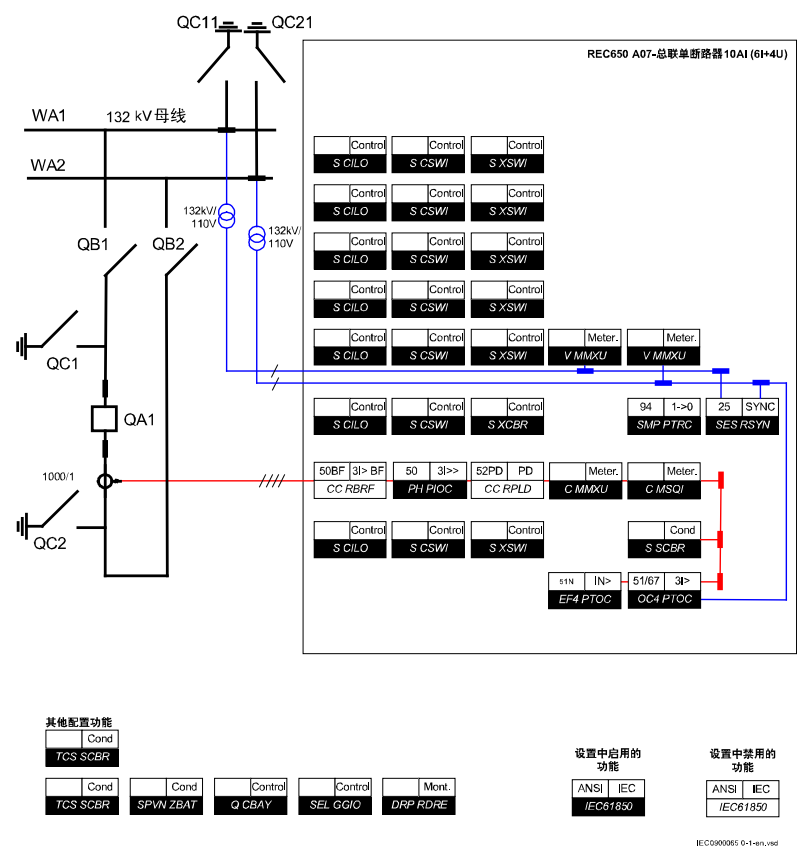 QC11 QC21
REC650 A07-总联单断路器10AI (6I+4U)
WA1 132 kV母线
WA2
Control Control Control
S CILO S CSWI S XSWI
Control Control Control
S CILO S CSWI S XSWI
132kV/
110V
132kV/
110V
QB1 QB2
Control Control Control
S CILO S CSWI S XSWI
Control Control Control
S CILO S CSWI S XSWI
Control Control Control Meter. Meter.
S CILO S CSWI S XSWI V MMXU V MMXU
QC1
QA1
Control Control Control 94 1->0 25 SYNC
S CILO S CSWI S XCBR SMP PTRC SES RSYN
1000/1
50BF 3I> BF 50 3I>> 52PD PD Meter. Meter.
CC RBRF PH PIOC CC RPLD C MMXU C MSQI
QC2
Control Control Control Cond
S CILO S CSWI S XSWI S SCBR
51N IN> 51/67 3I>
EF4 PTOC OC4 PTOC
其他配置功能
Cond
TCS SCBR
Cond Cond Control Control Mont.
TCS SCBR SPVN ZBAT Q CBAY SEL GGIO DRP RDRE
设置中启用的
功能
ANSI IEC
IEC61850
设置中禁用的
功能
ANSI IEC
IEC61850
IEC0900065 0-1-en.vsd